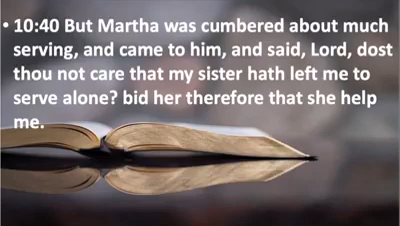 • 10:40 But Martha was cumbered about much
serving, and came to him, and said, Lord, dost
thou not care that my sister hath left me to
serve alone? bid her therefore that she help
me.